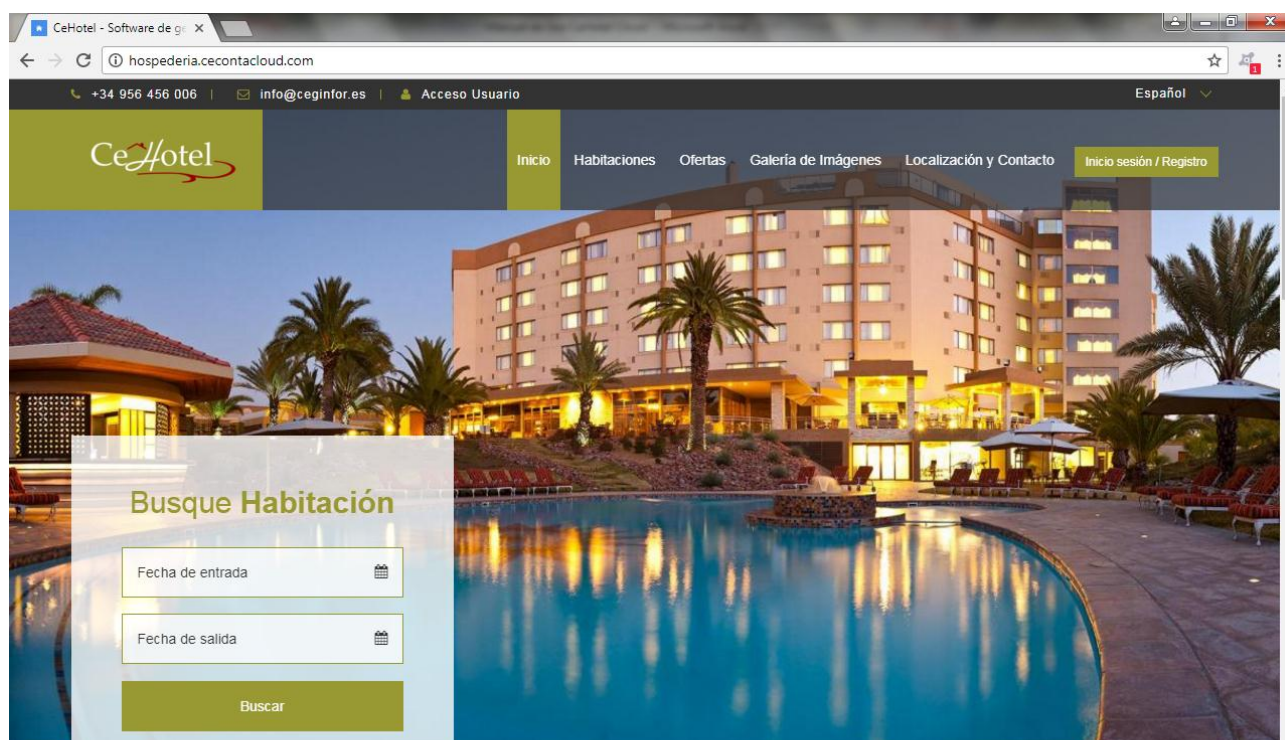 CeHotel - Software de ge
hospederia.cecontacloud.com
1
+34 956 456 006 | info@ceginfor.es | Acceso Usuario
Español
CeHotel
Inicio Habitaciones Ofertas Galería de Imágenes Localización y Contacto Inicio sesión / Registro
Busque Habitación
Fecha de entrada
Fecha de salida
Buscar